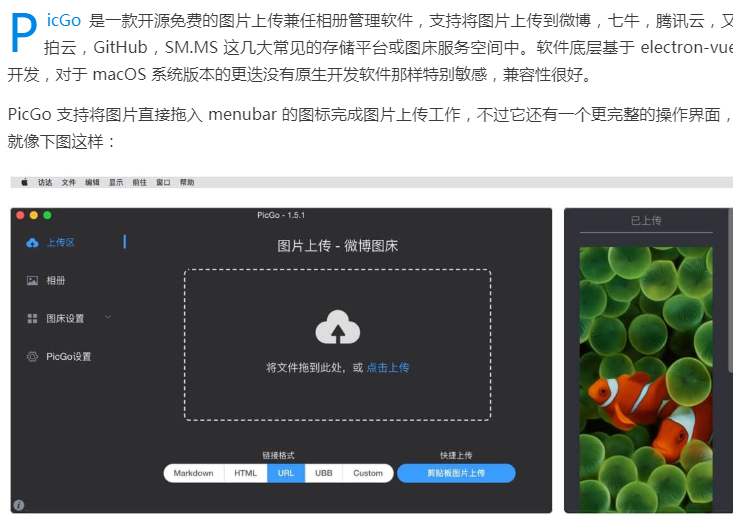 PicGo 是一款开源免费的图片上传兼任相册管理软件，支持将图片上传到微博，七牛，腾讯云，又
拍云，GitHub，SM.MS 这几大常见的存储平台或图床服务空间中。软件底层基于 electron-vue
开发，对于 macOS 系统版本的更迭没有原生开发软件那样特别敏感，兼容性很好。
PicGo 支持将图片直接拖入 menubar 的图标完成图片上传工作，不过它还有一个更完整的操作界面，
就像下图这样：
访达 文件 编辑 显示 前往 窗口 帮助
PicGo - 1.5.1
已上传
上传区
图片上传 - 微博图床
相册
图床设置
PicGo设置
将文件拖到此处，或 点击上传
链接格式
快捷上传
Markdown HTML URL UBB Custom
剪贴板图片上传